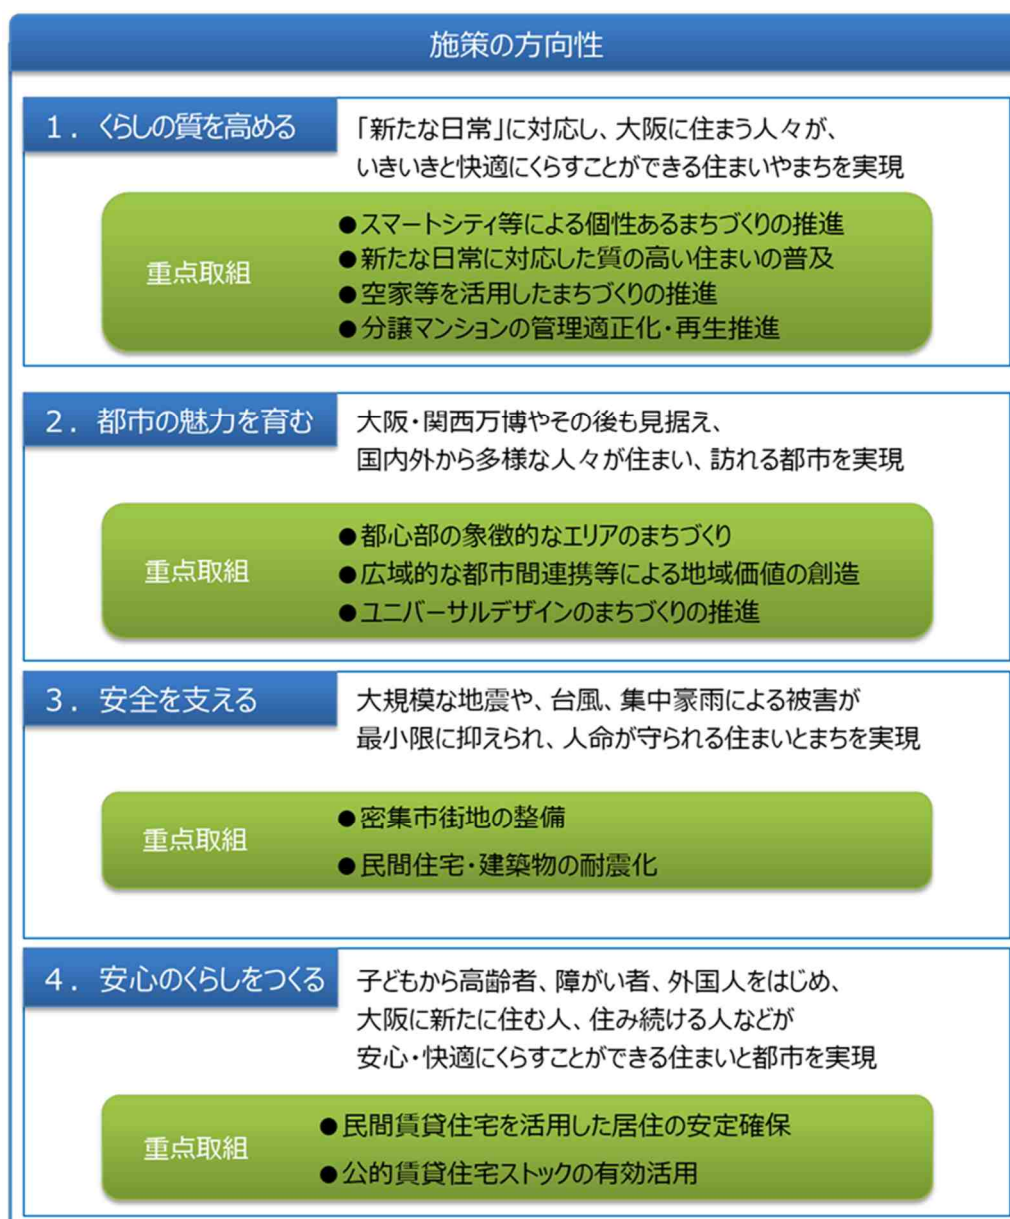 施策の方向性
1．くらしの質を高める
「新たな日常」に対応し、大阪に住まう人々が、
いきいきと快適にくらすことができる住まいやまちを実現
重点取組
●スマートシティ等による個性あるまちづくりの推進
●新たな日常に対応した質の高い住まいの普及
●空家等を活用したまちづくりの推進
●分譲マンションの管理適正化・再生推進
2．都市の魅力を育む
大阪・関西万博やその後も見据え、
国内外から多様な人々が住まい、訪れる都市を実現
重点取組
●都心部の象徴的なエリアのまちづくり
●広域的な都市間連携等による地域価値の創造
●ユニバーサルデザインのまちづくりの推進
3．安全を支える
大規模な地震や、台風、集中豪雨による被害が
最小限に抑えられ、人命が守られる住まいとまちを実現
重点取組
●密集市街地の整備
●民間住宅・建築物の耐震化
4．安心のくらしをつくる
子どもから高齢者、障がい者、外国人をはじめ、
大阪に新たに住む人、住み続ける人などが
安心・快適にくらすことができる住まいと都市を実現
重点取組
●民間賃貸住宅を活用した居住の安定確保
●公的賃貸住宅ストックの有効活用